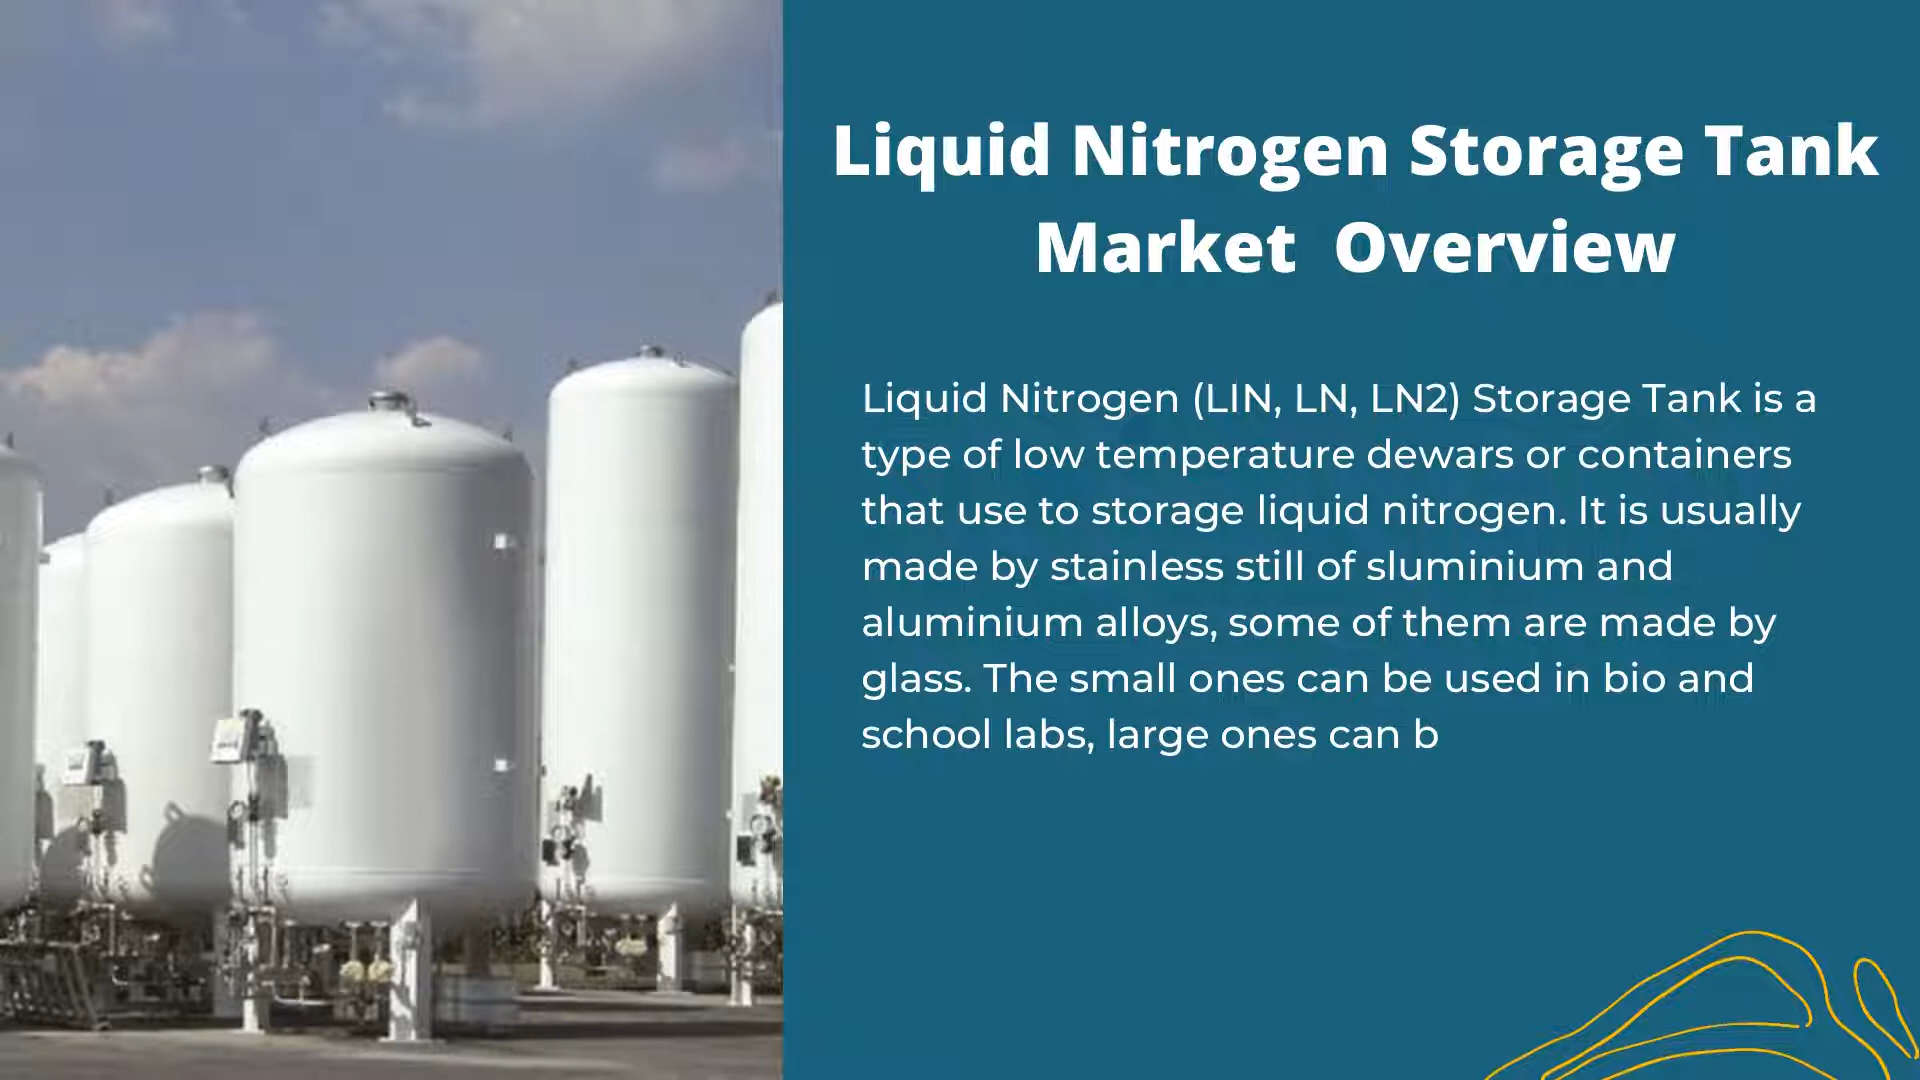 Liquid Nitrogen Storage Tank
Market Overview
Liquid Nitrogen (LIN, LN, LN2) Storage Tank is a
type of low temperature dewars or containers
that use to storage liquid nitrogen. It is usually
made by stainless still of sluminium and
aluminium alloys, some of them are made by
glass. The small ones can be used in bio and
school labs, large ones can b